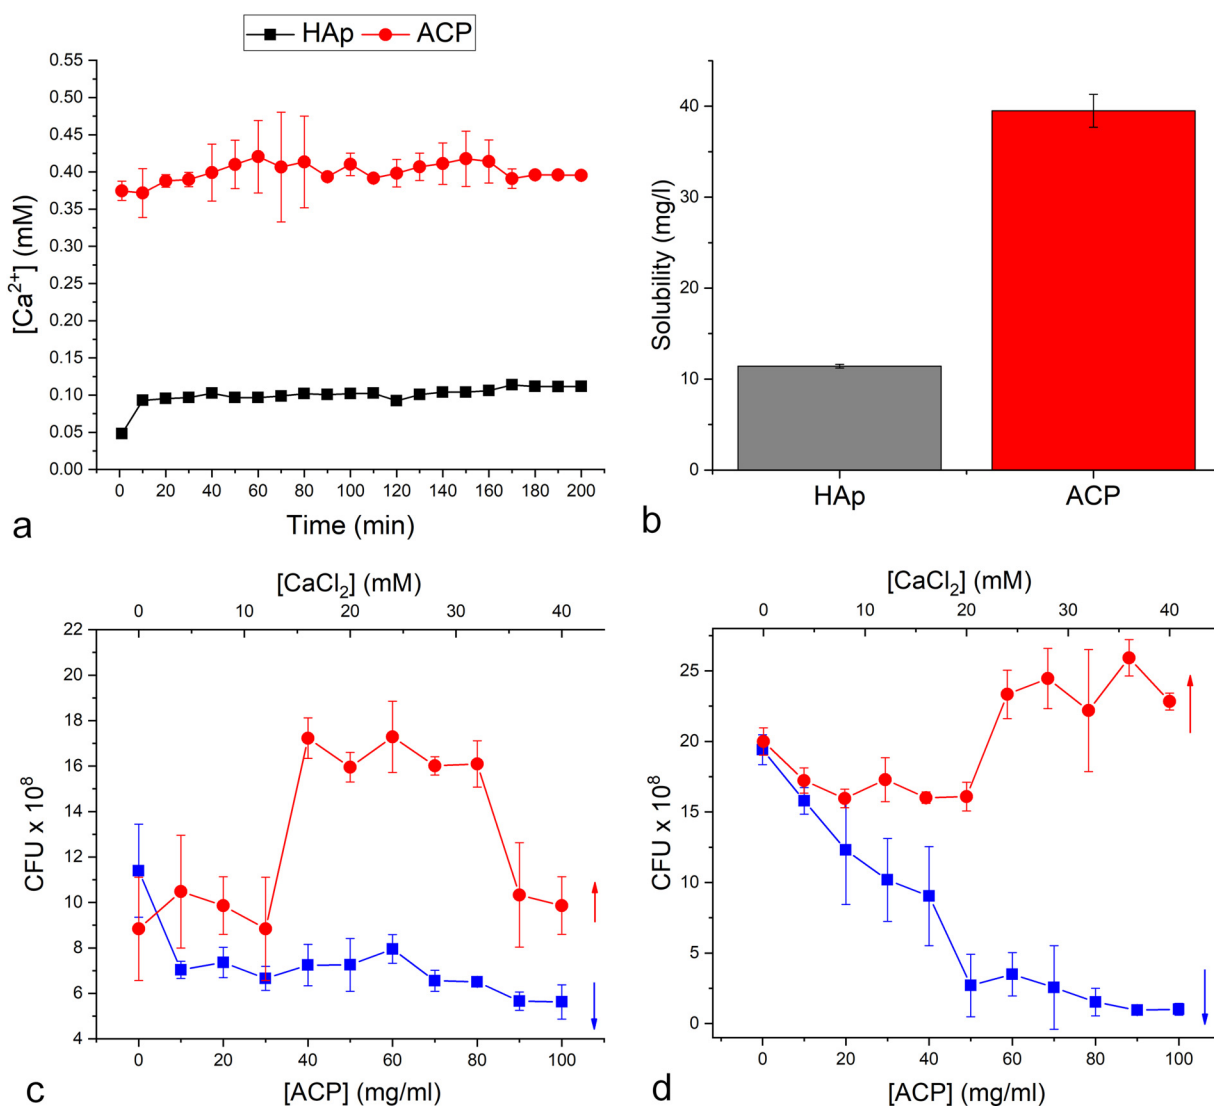 HAp ACP
0.55
0.50
0.45
0.40
0.35
0.30
0.25
0.20
0.15
0.10
0.05
0.00
[Ca²⁺] (mM)
0 20 40 60 80 100 120 140 160 180 200
Time (min)
a
40
30
20
10
0
Solubility (mg/l)
HAp ACP
b
[CaCl₂] (mM)
0 10 20 30 40
22
20
18
16
14
12
10
8
6
4
CFU x 10⁸
0 20 40 60 80 100
[ACP] (mg/ml)
c
[CaCl₂] (mM)
0 10 20 30 40
25
20
15
10
5
0
CFU x 10⁸
0 20 40 60 80 100
[ACP] (mg/ml)
d